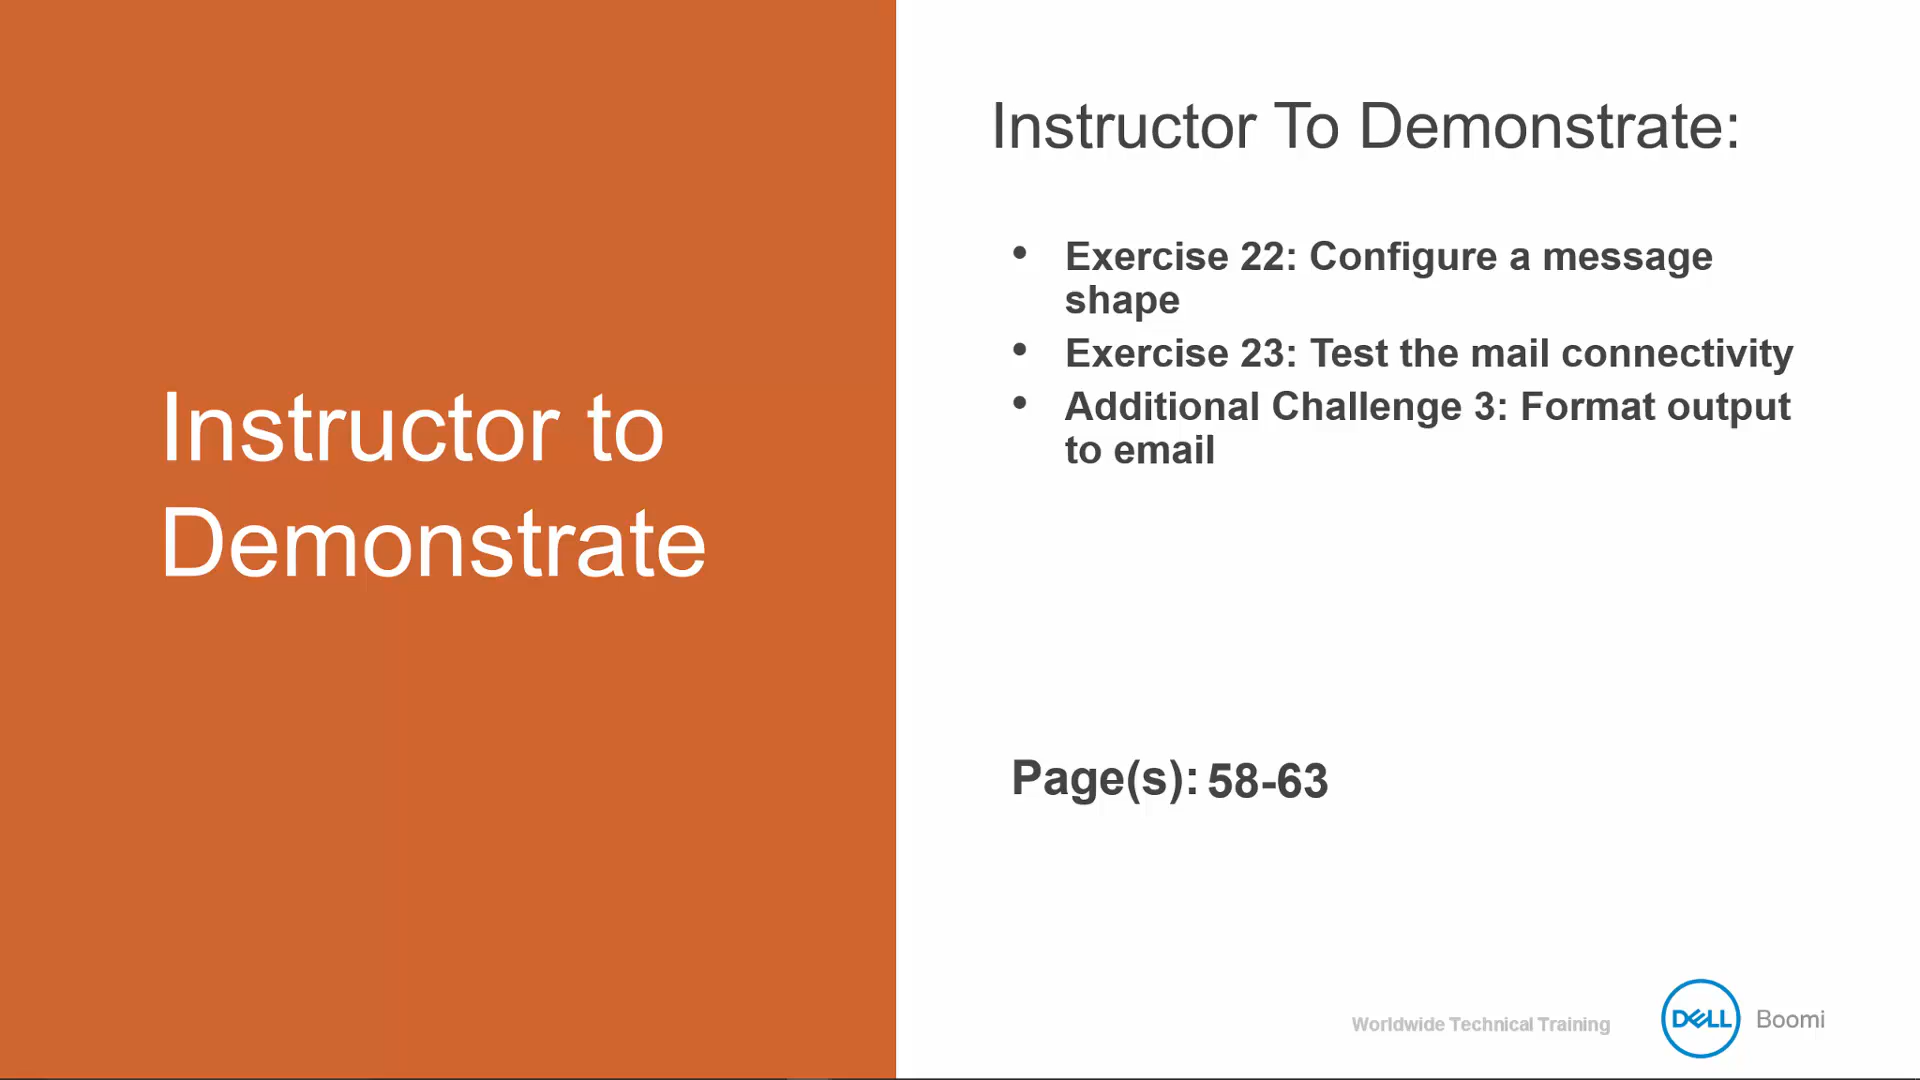 Instructor to
Demonstrate
Instructor To Demonstrate:
• Exercise 22: Configure a message
shape
• Exercise 23: Test the mail connectivity
• Additional Challenge 3: Format output
to email
Page(s): 58-63
Worldwide Technical Training
DELL Boomi